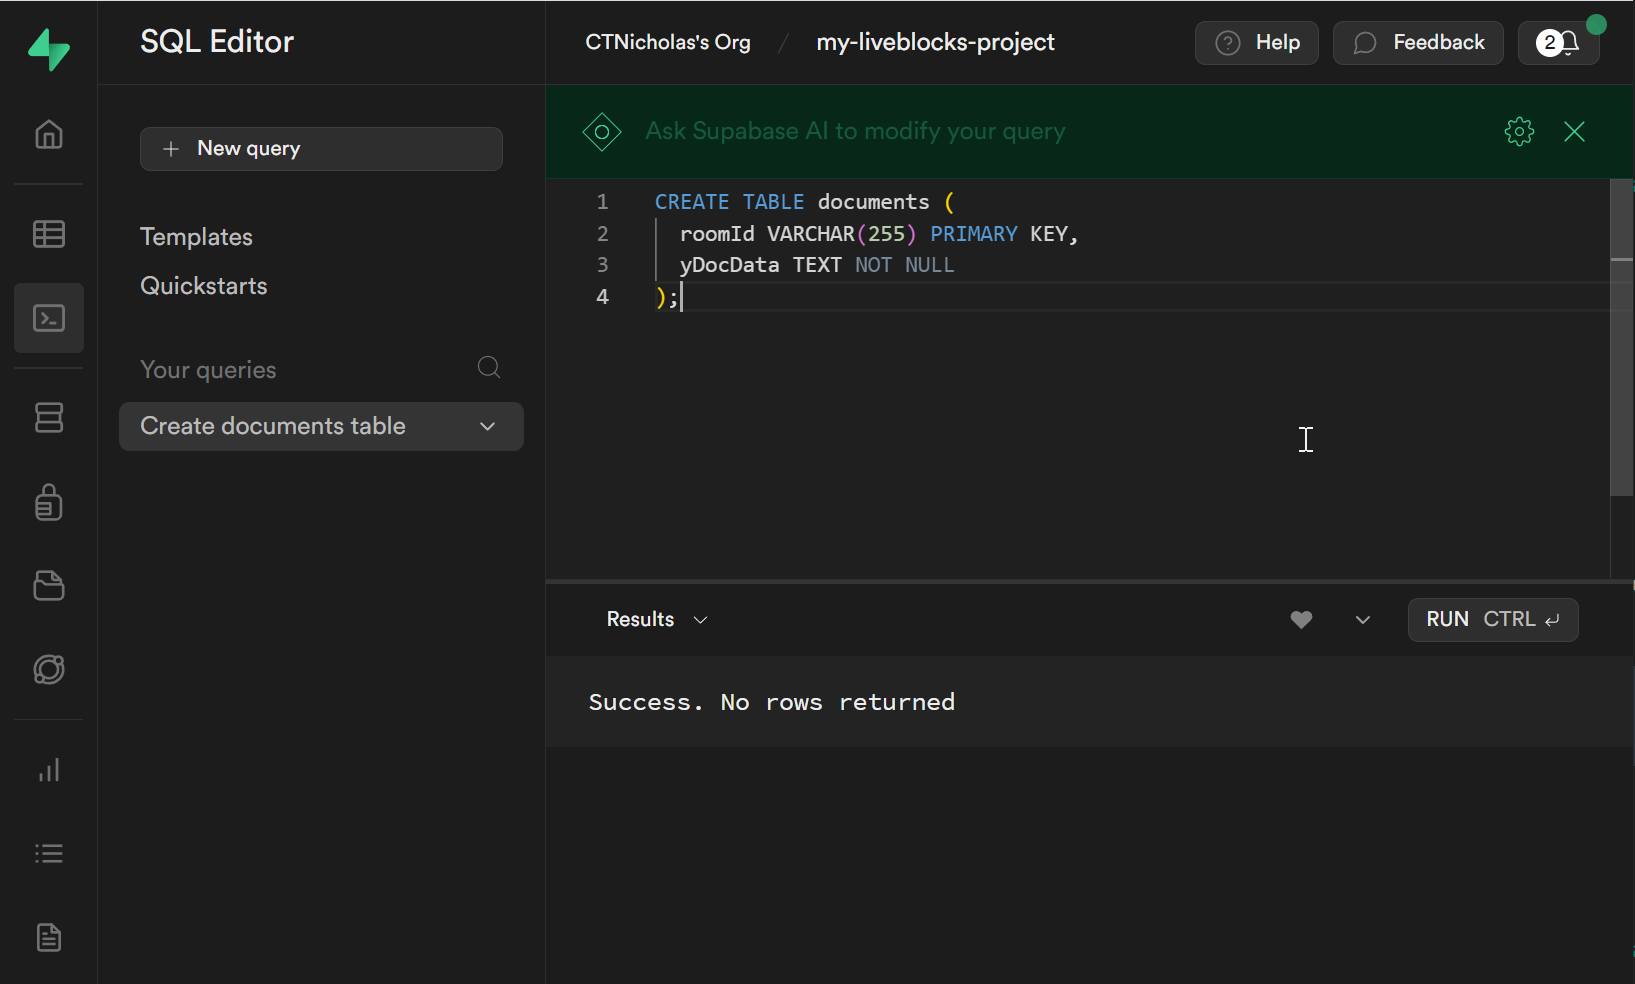 SQL Editor
CTNicholas's Org / my-liveblocks-project
Help
Feedback
2
New query
Templates
Quickstarts
Your queries
Create documents table
Ask Supabase AI to modify your query
1 CREATE TABLE documents (
2 roomId VARCHAR(255) PRIMARY KEY,
3 yDocData TEXT NOT NULL
4 );
Results
RUN CTRL ↵
Success. No rows returned